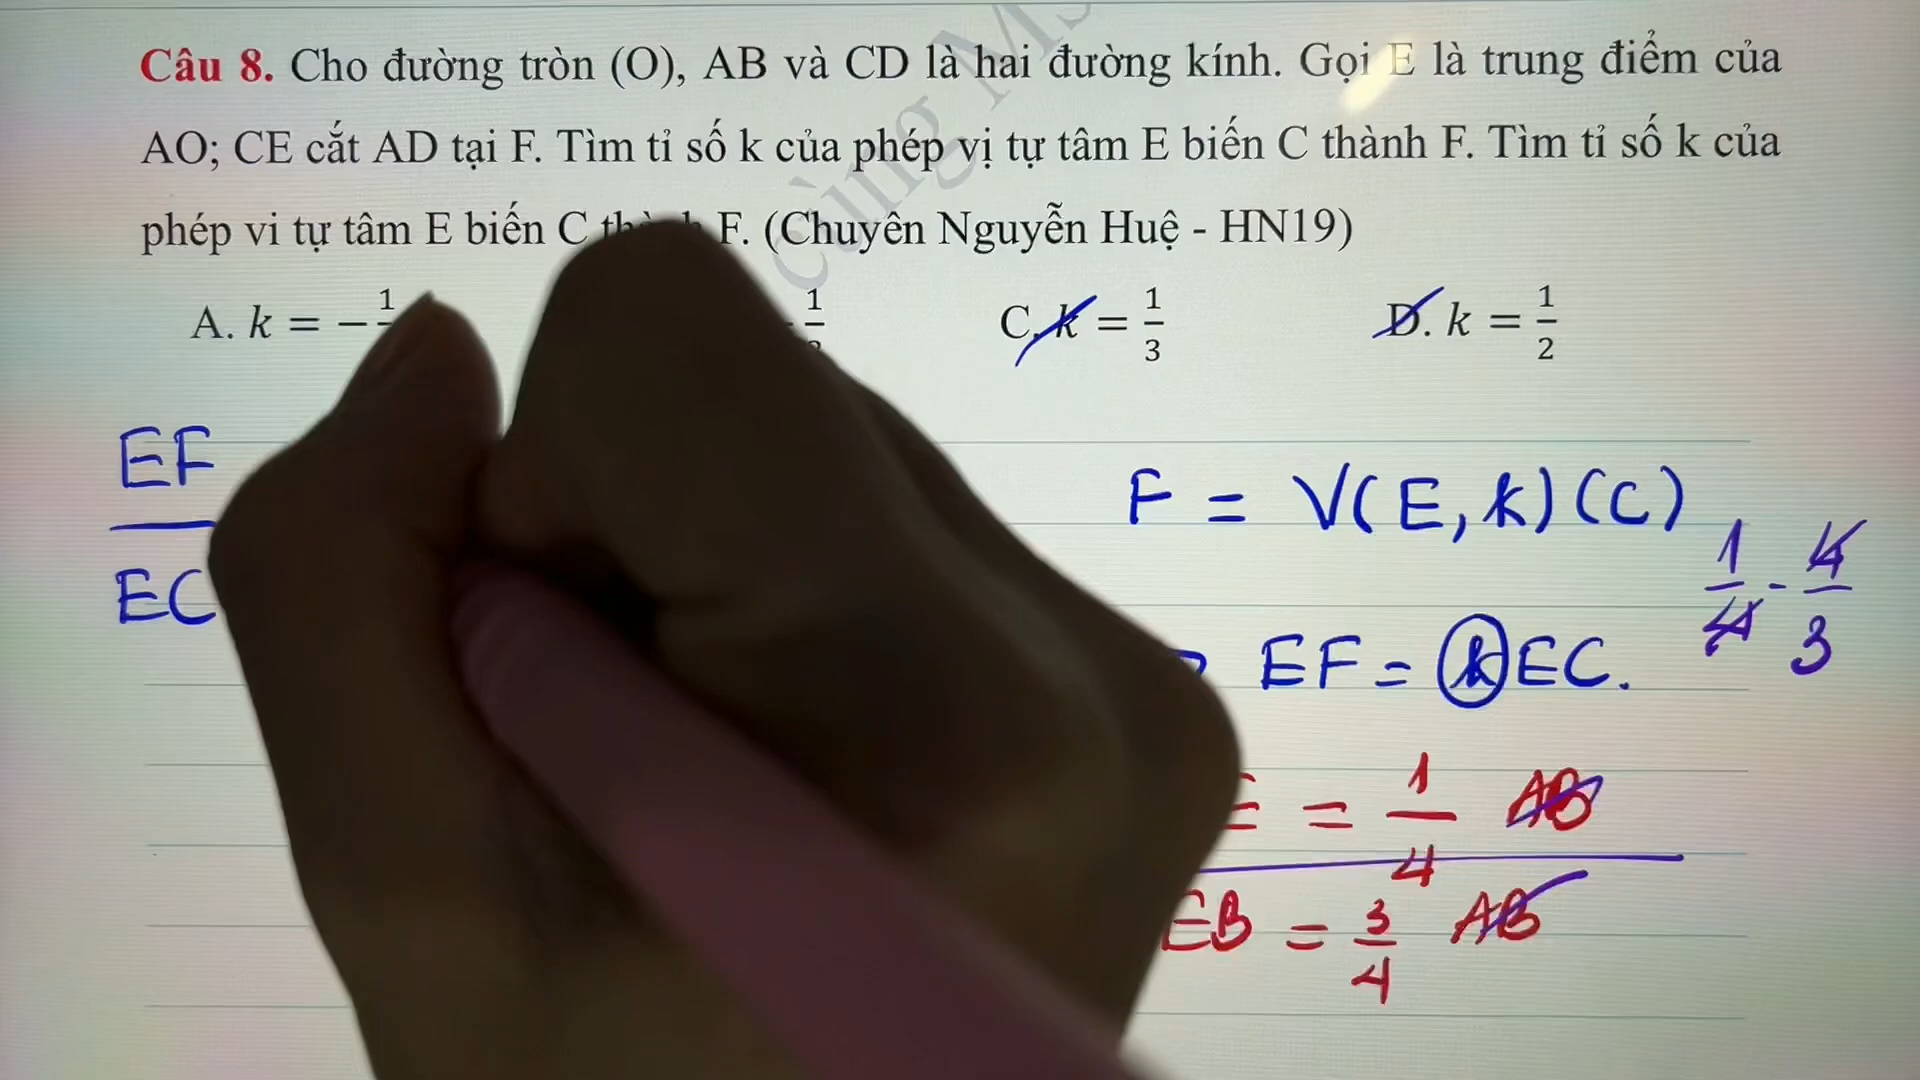 Câu 8. Cho đường tròn (O), AB và CD là hai đường kính. Gọi E là trung điểm của
AO; CE cắt AD tại F. Tìm tỉ số k của phép vị tự tâm E biến C thành F. Tìm tỉ số k của
phép vi tự tâm E biến C F. (Chuyên Nguyễn Huệ - HN19)
A. k = −
C. k = 1/3
D. k = 1/2
EF
EC
F = V(E, k)(C)
1/4 · 4/3
EF = k EC.
= 1/4 AB
EB = 3/4 AB
cùng Ms